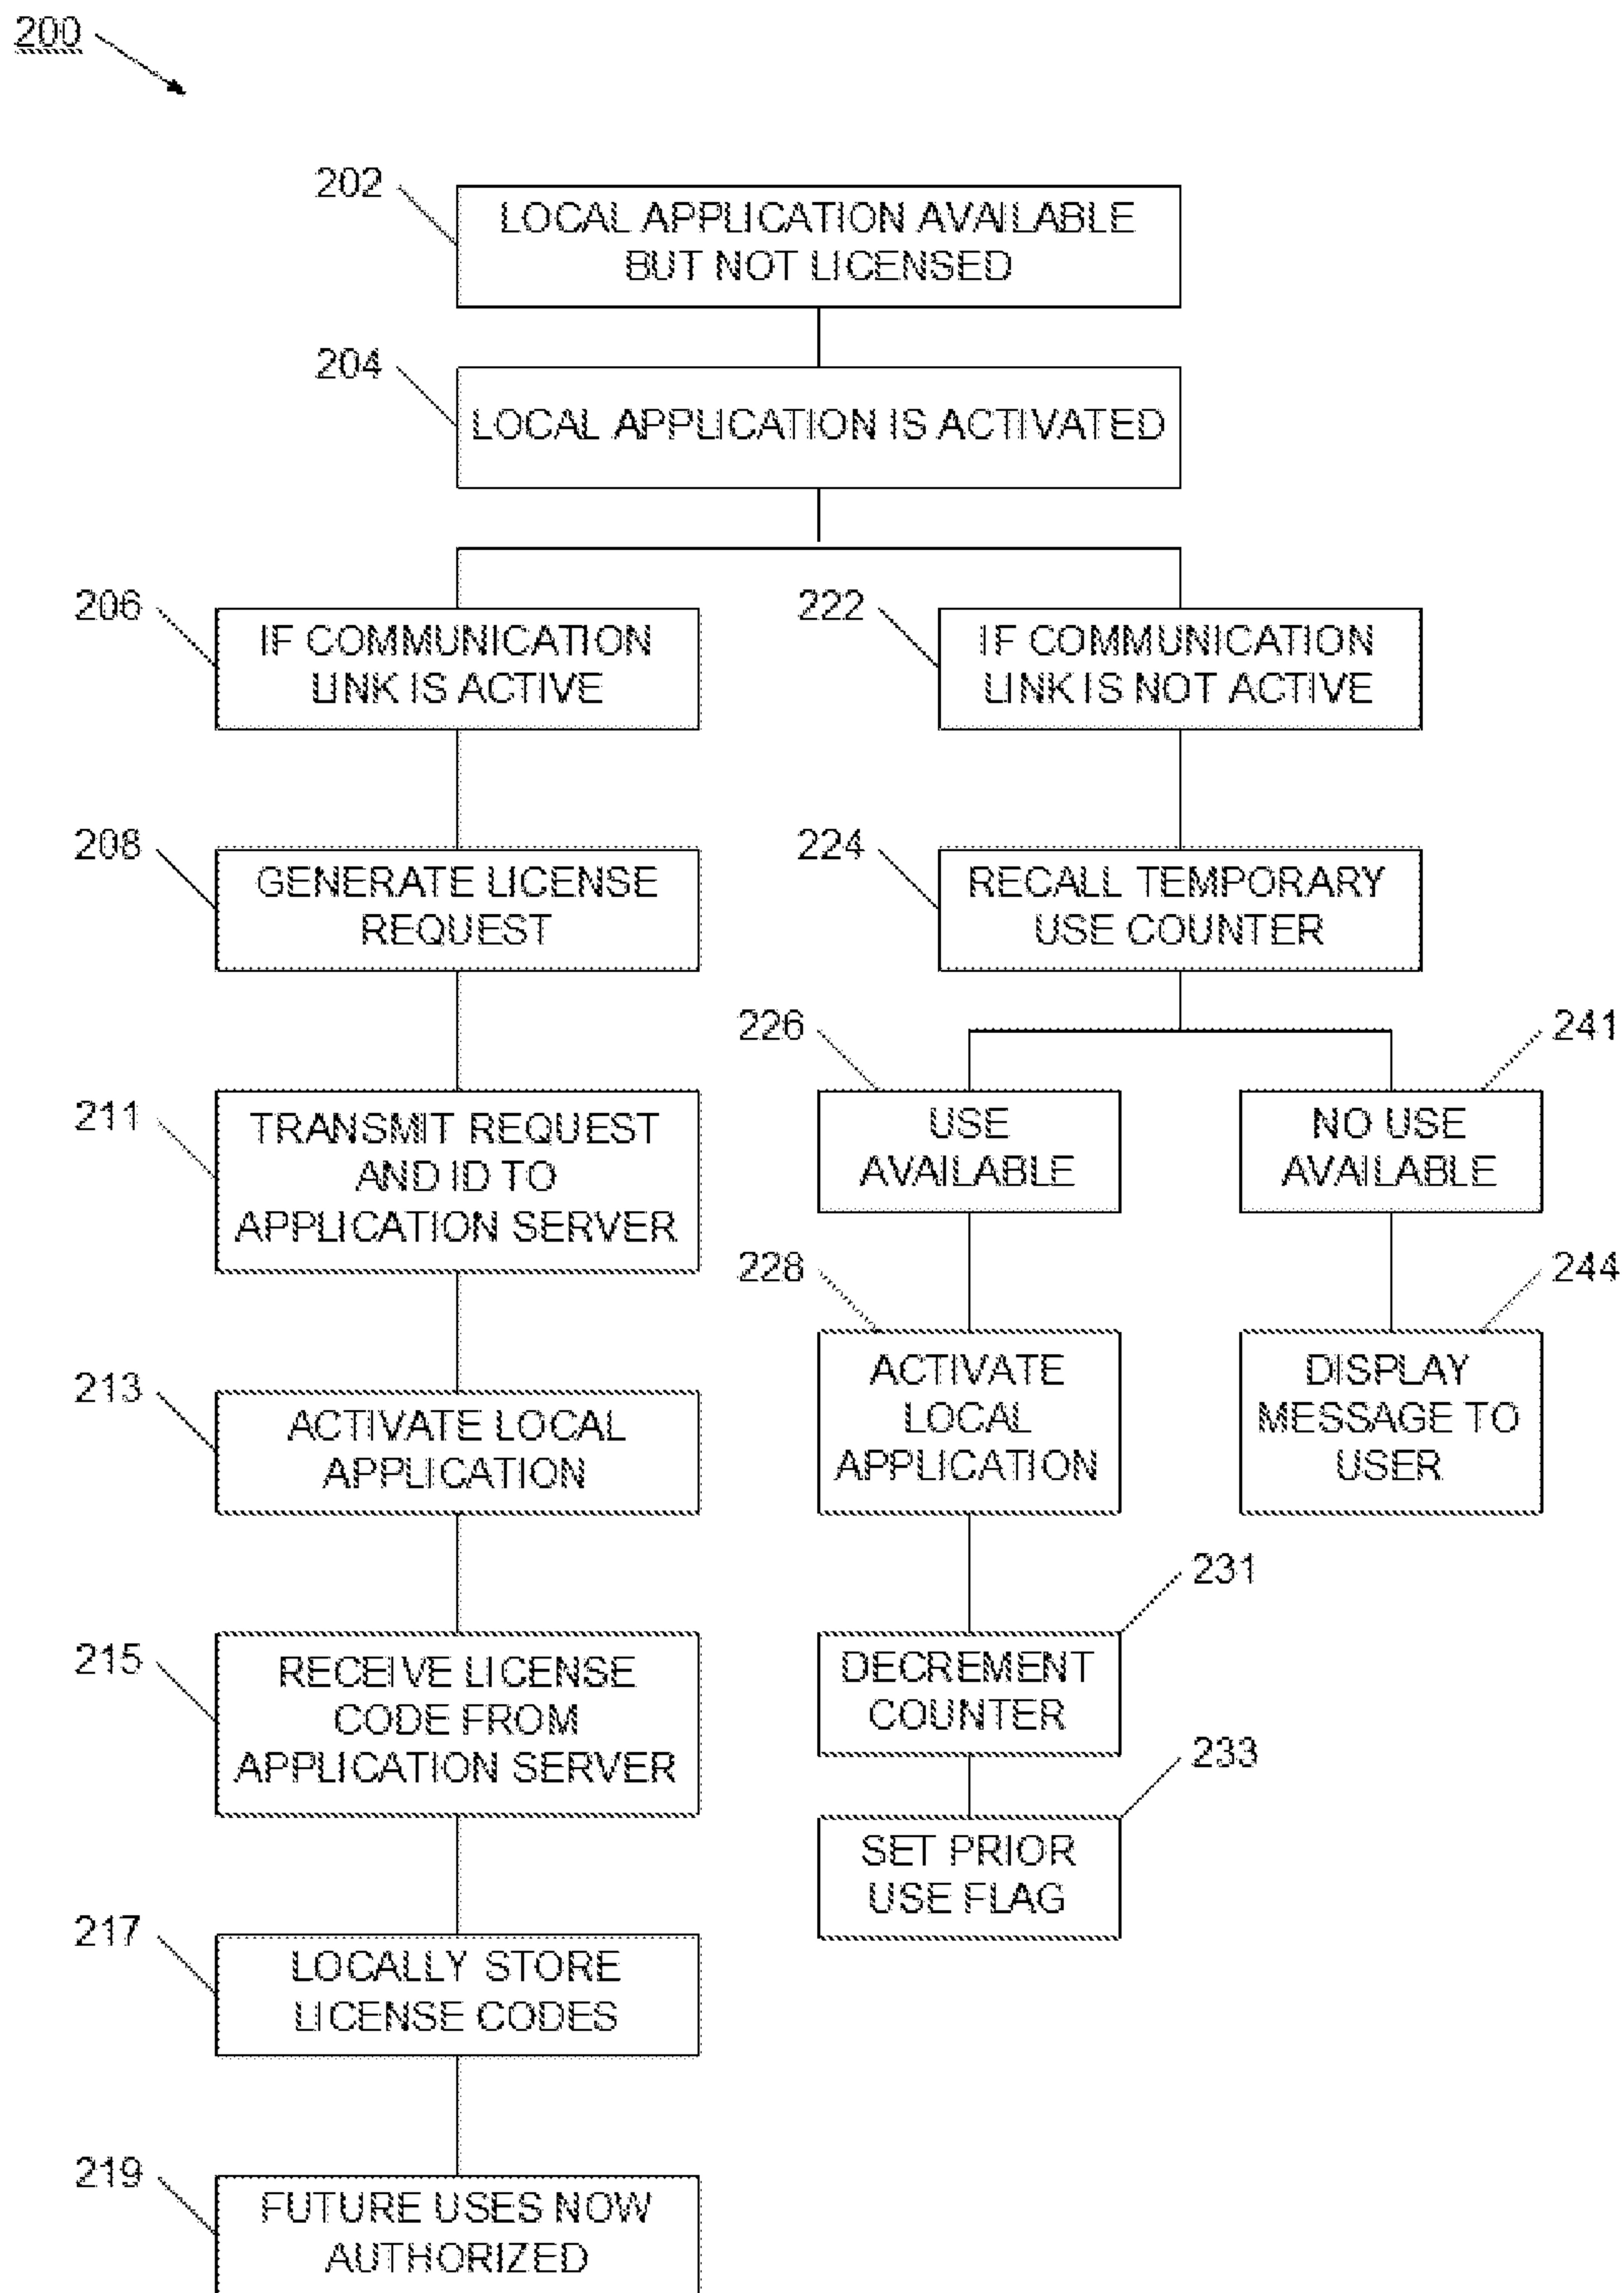 200
202
LOCAL APPLICATION AVAILABLE
BUT NOT LICENSED
204
LOCAL APPLICATION IS ACTIVATED
206
IF COMMUNICATION
LINK IS ACTIVE
222
IF COMMUNICATION
LINK IS NOT ACTIVE
208
GENERATE LICENSE
REQUEST
224
RECALL TEMPORARY
USE COUNTER
211
TRANSMIT REQUEST
AND ID TO
APPLICATION SERVER
226
USE
AVAILABLE
241
NO USE
AVAILABLE
213
ACTIVATE LOCAL
APPLICATION
228
ACTIVATE
LOCAL
APPLICATION
244
DISPLAY
MESSAGE TO
USER
215
RECEIVE LICENSE
CODE FROM
APPLICATION SERVER
231
DECREMENT
COUNTER
233
SET PRIOR
USE FLAG
217
LOCALLY STORE
LICENSE CODES
219
FUTURE USES NOW
AUTHORIZED